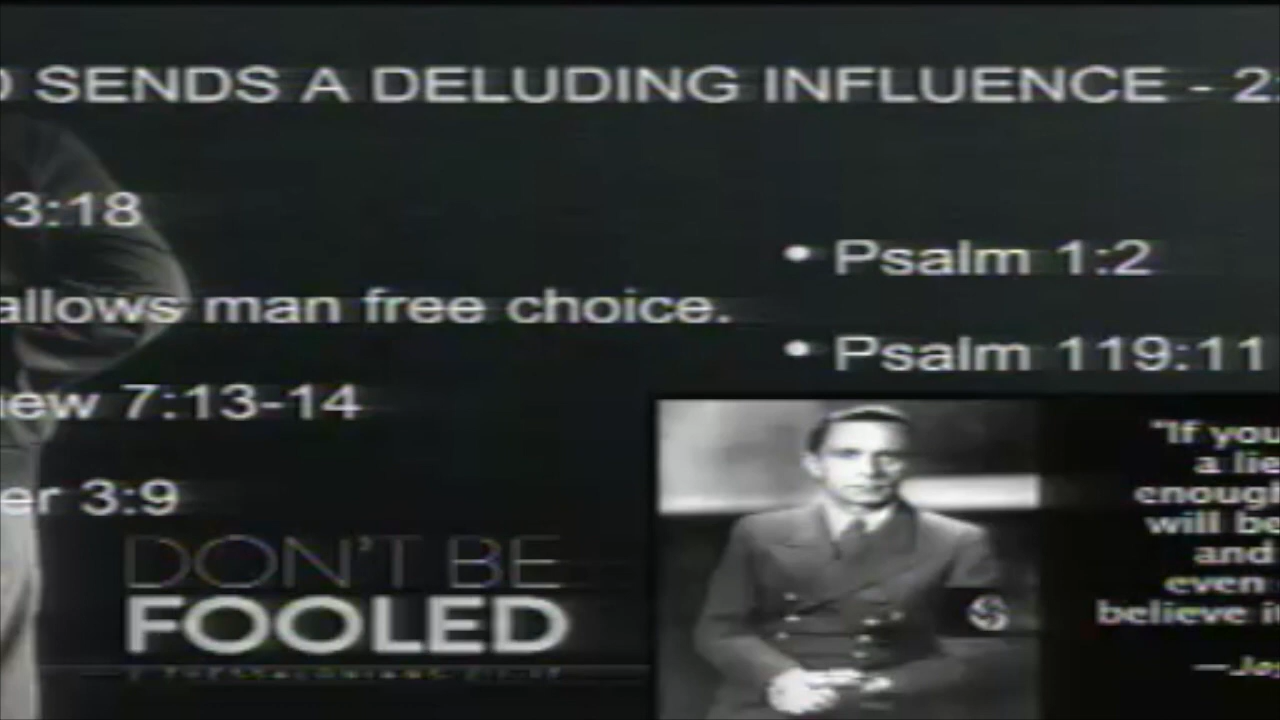 SENDS A DELUDING INFLUENCE - 2
3:18
allows man free choice.
ew 7:13-14
er 3:9
• Psalm 1:2
• Psalm 119:11
DON'T BE
FOOLED
"If you
a lie
enough
will be
and
even
believe i